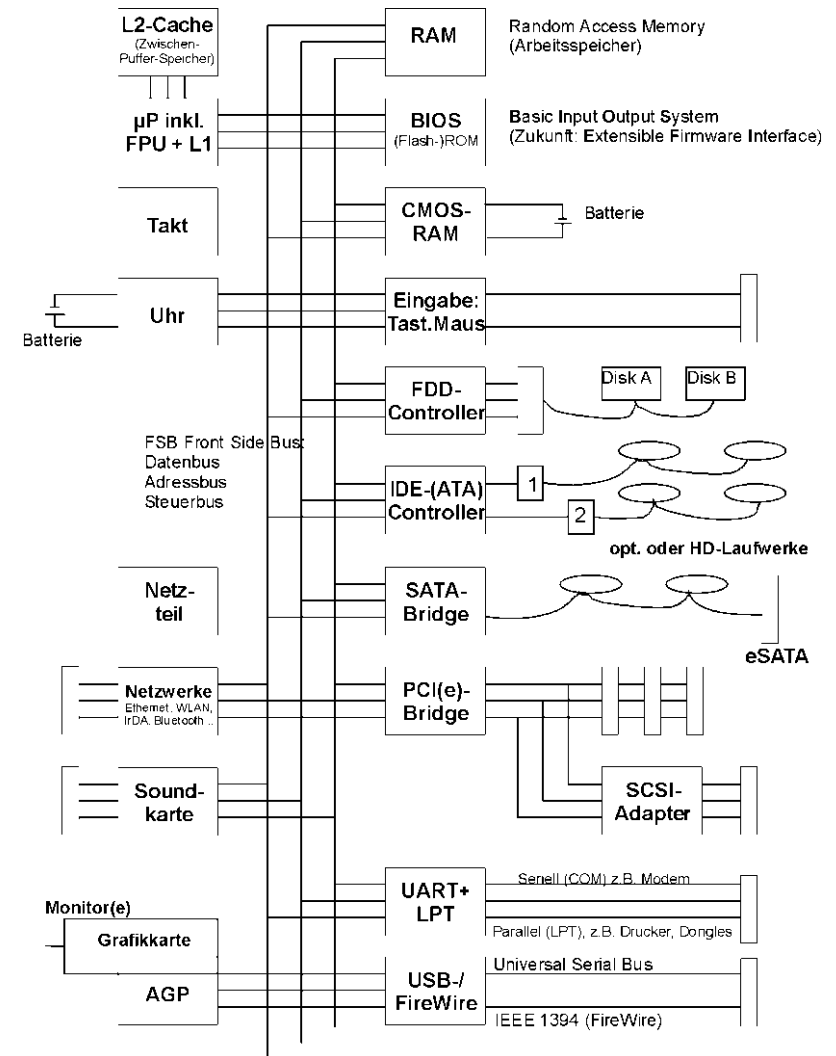 L2-Cache
(Zwischen-
Puffer-Speicher)
RAM
Random Access Memory
(Arbeitsspeicher)
µP inkl.
FPU + L1
BIOS
(Flash-)ROM
Basic Input Output System
(Zukunft: Extensible Firmware Interface)
Takt
CMOS-
RAM
Batterie
Batterie
Uhr
Eingabe:
Tast.Maus
FDD-
Controller
Disk A
Disk B
FSB Front Side Bus:
Datenbus
Adressbus
Steuerbus
IDE-(ATA)
Controller
1
2
opt. oder HD-Laufwerke
Netz-
teil
SATA-
Bridge
eSATA
Netzwerke
Ethernet, WLAN,
IrDA, Bluetooth ..
PCI(e)-
Bridge
Sound-
karte
SCSI-
Adapter
UART+
LPT
Seriell (COM) z.B. Modem
Parallel (LPT), z.B. Drucker, Dongles
Monitor(e)
Grafikkarte
AGP
USB-/
FireWire
Universal Serial Bus
IEEE 1394 (FireWire)